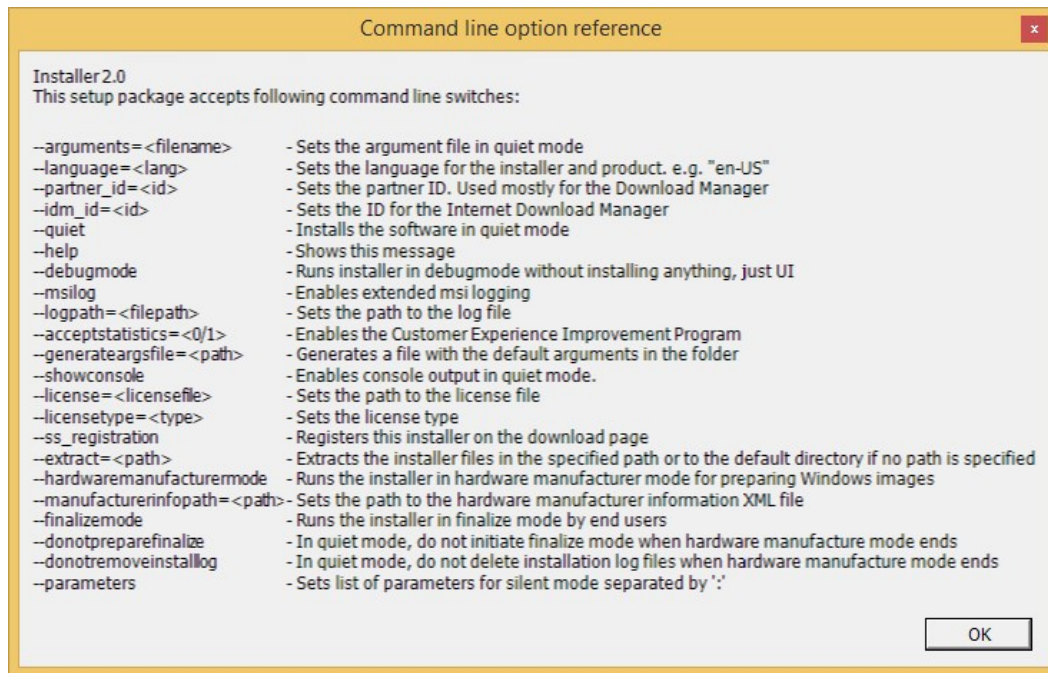 Command line option reference
x
Installer 2.0
This setup package accepts following command line switches:
--arguments=<filename> - Sets the argument file in quiet mode
--language=<lang> - Sets the language for the installer and product. e.g. "en-US"
--partner_id=<id> - Sets the partner ID. Used mostly for the Download Manager
--idm_id=<id> - Sets the ID for the Internet Download Manager
--quiet - Installs the software in quiet mode
--help - Shows this message
--debugmode - Runs installer in debugmode without installing anything, just UI
--msilog - Enables extended msi logging
--logpath=<filepath> - Sets the path to the log file
--acceptstatistics=<0/1> - Enables the Customer Experience Improvement Program
--generateargsfile=<path> - Generates a file with the default arguments in the folder
--showconsole - Enables console output in quiet mode.
--license=<licensefile> - Sets the path to the license file
--licensetype=<type> - Sets the license type
--ss_registration - Registers this installer on the download page
--extract=<path> - Extracts the installer files in the specified path or to the default directory if no path is specified
--hardwaremanufacturermode - Runs the installer in hardware manufacturer mode for preparing Windows images
--manufacturerinfopath=<path> - Sets the path to the hardware manufacturer information XML file
--finalizemode - Runs the installer in finalize mode by end users
--donotpreparefinalize - In quiet mode, do not initiate finalize mode when hardware manufacture mode ends
--donotremoveinstalllog - In quiet mode, do not delete installation log files when hardware manufacture mode ends
--parameters - Sets list of parameters for silent mode separated by ':'
OK